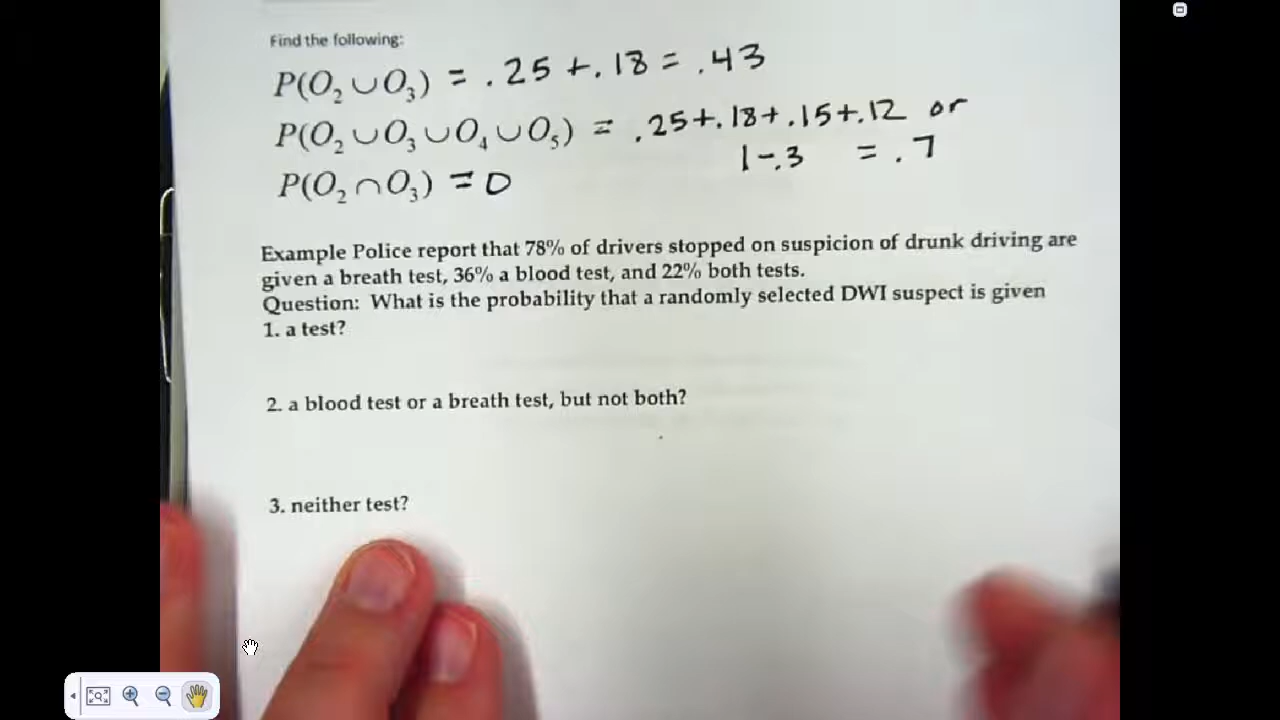 Find the following:
P(O₂ ∪ O₃) = .25 + .18 = .43
P(O₂ ∪ O₃ ∪ O₄ ∪ O₅) = .25+.18+.15+.12 or
1-.3 = .7
P(O₂ ∩ O₃) = 0
Example Police report that 78% of drivers stopped on suspicion of drunk driving are
given a breath test, 36% a blood test, and 22% both tests.
Question: What is the probability that a randomly selected DWI suspect is given
1. a test?
2. a blood test or a breath test, but not both?
3. neither test?